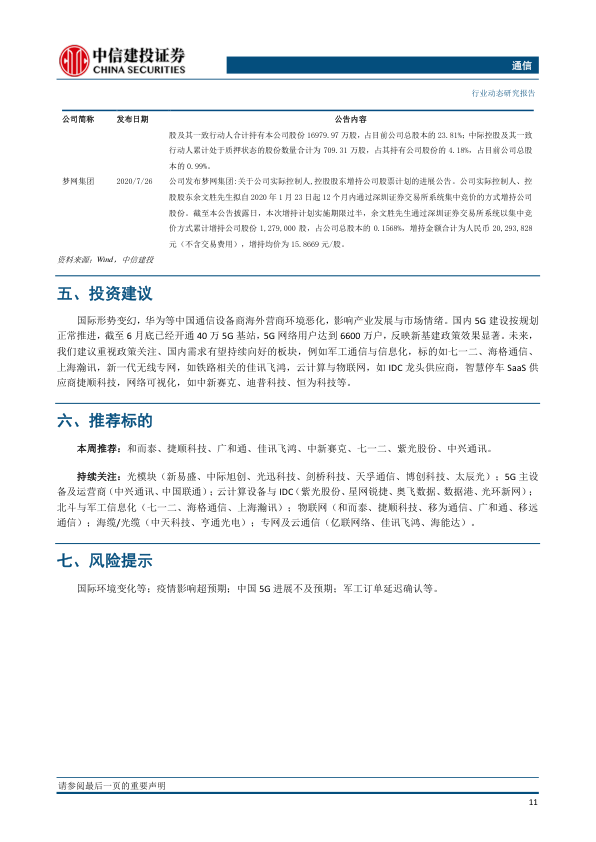 中信建投证券
CHINA SECURITIES
通信
行业动态研究报告
公司简称 发布日期 公告内容
股及其一致行动人合计持有本公司股份 16979.97 万股，占目前公司总股本的 23.81%；中际控股及其一致
行动人累计处于质押状态的股份数量合计为 709.31 万股，占其持有公司股份的 4.18%，占目前公司总股
本的 0.99%。
梦网集团 2020/7/26 公司发布梦网集团:关于公司实际控制人,控股股东增持公司股票计划的进展公告。公司实际控制人、控
股股东余文胜先生拟自 2020 年 1 月 23 日起 12 个月内通过深圳证券交易所系统集中竞价的方式增持公司
股份。截至本公告披露日，本次增持计划实施期限过半，余文胜先生通过深圳证券交易所系统以集中竞
价方式累计增持公司股份 1,279,000 股，占公司总股本的 0.1568%，增持金额合计为人民币 20,293,828
元（不含交易费用），增持均价为 15.8669 元/股。
资料来源：Wind，中信建投
五、投资建议
国际形势变幻，华为等中国通信设备商海外营商环境恶化，影响产业发展与市场情绪。国内 5G 建设按规划
正常推进，截至 6 月底已经开通 40 万 5G 基站，5G 网络用户达到 6600 万户，反映新基建政策效果显著。未来，
我们建议重视政策关注、国内需求有望持续向好的板块，例如军工通信与信息化，标的如七一二、海格通信、
上海瀚讯，新一代无线专网，如铁路相关的佳讯飞鸿，云计算与物联网，如 IDC 龙头供应商，智慧停车 SaaS 供
应商捷顺科技，网络可视化，如中新赛克、迪普科技、恒为科技等。
六、推荐标的
本周推荐：和而泰、捷顺科技、广和通、佳讯飞鸿、中新赛克、七一二、紫光股份、中兴通讯。
持续关注：光模块（新易盛、中际旭创、光迅科技、剑桥科技、天孚通信、博创科技、太辰光）；5G 主设
备及运营商（中兴通讯、中国联通）；云计算设备与 IDC（紫光股份、星网锐捷、奥飞数据、数据港、光环新网）；
北斗与军工信息化（七一二、海格通信、上海瀚讯）；物联网（和而泰、捷顺科技、移为通信、广和通、移远
通信）；海缆/光缆（中天科技、亨通光电）；专网及云通信（亿联网络、佳讯飞鸿、海能达）。
七、风险提示
国际环境变化等；疫情影响超预期；中国 5G 进展不及预期；军工订单延迟确认等。
请参阅最后一页的重要声明
11